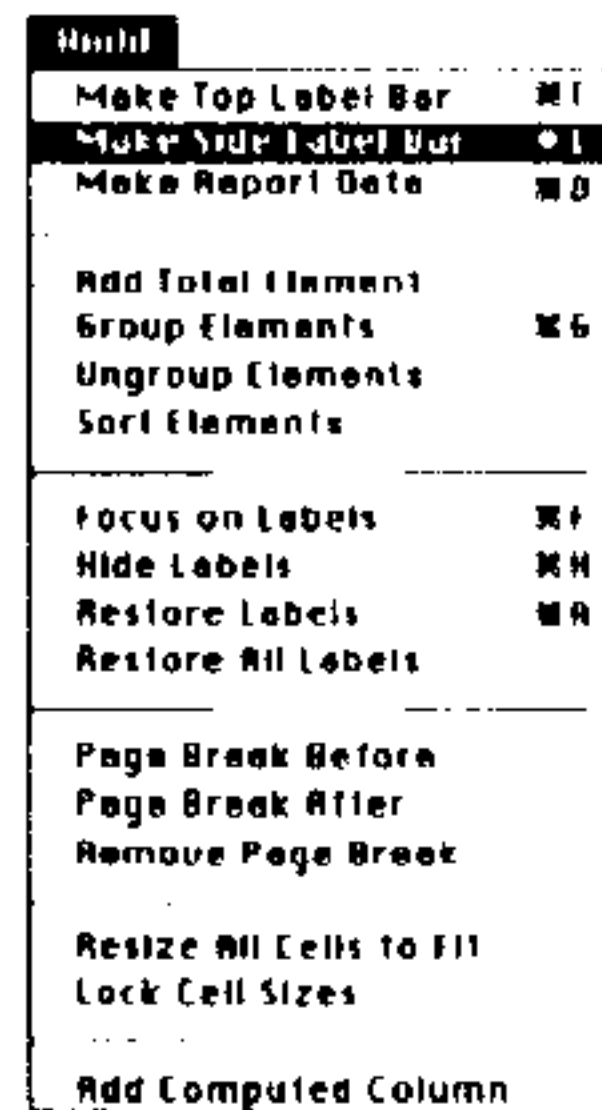 World
Make Top Label Bar ⌘T
Make Side Label Bar ⌘L
Make Report Data ⌘D
Add Total Element
Group Elements ⌘G
Ungroup Elements
Sort Elements
Focus on Labels ⌘F
Hide Labels ⌘H
Restore Labels ⌘R
Restore All Labels
Page Break Before
Page Break After
Remove Page Break
Resize All Cells to Fit
Lock Cell Sizes
Add Computed Column